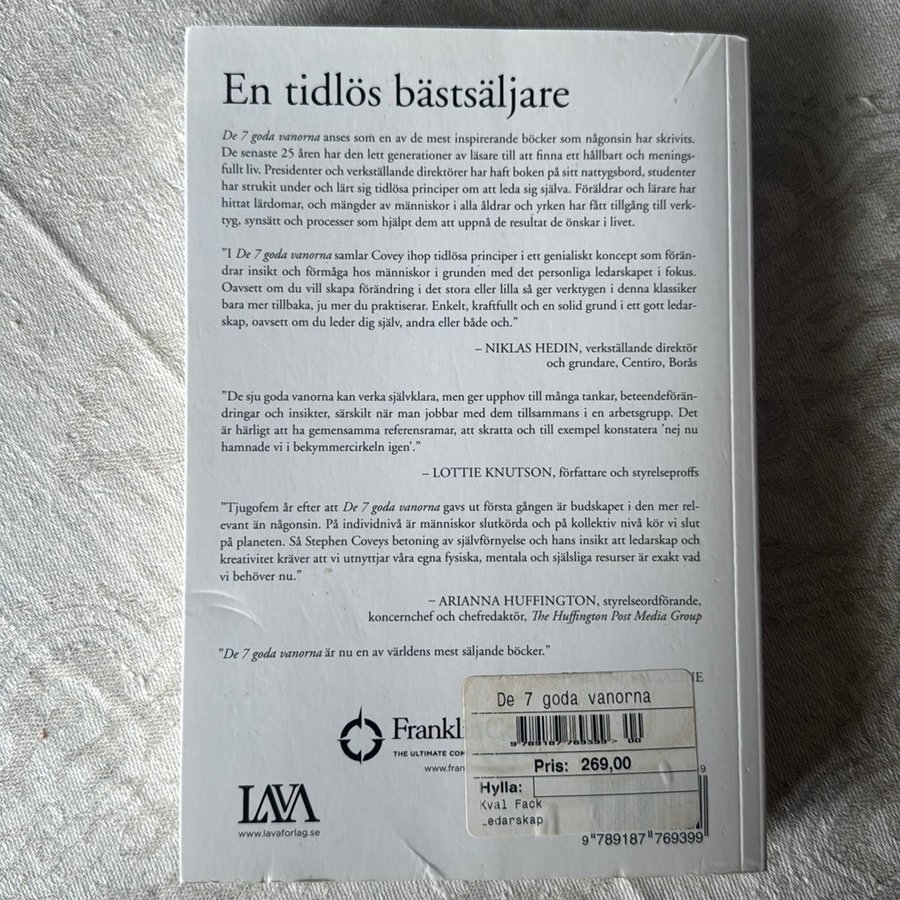 En tidlös bästsäljare
De 7 goda vanorna anses som en av de mest inspirerande böcker som någonsin har skrivits.
De senaste 25 åren har den lett generationer av läsare till att finna ett hållbart och menings-
fullt liv. Presidenter och verkställande direktörer har haft boken på sitt nattygsbord, studenter
har strukit under och lärt sig tidlösa principer om att leda sig själva. Föräldrar och lärare har
hittat lärdomar, och mängder av människor i alla åldrar och yrken har fått tillgång till verk-
tyg, synsätt och processer som hjälpt dem att uppnå de resultat de önskar i livet.
”I De 7 goda vanorna samlar Covey ihop tidlösa principer i ett genialiskt koncept som förän-
drar insikt och förmåga hos människor i grunden med det personliga ledarskapet i fokus.
Oavsett om du vill skapa förändring i det stora eller lilla så ger verktygen i denna klassiker
bara mer tillbaka, ju mer du praktiserar. Enkelt, kraftfullt och en solid grund i ett gott ledar-
skap, oavsett om du leder dig själv, andra eller både och.”
– NIKLAS HEDIN, verkställande direktör
och grundare, Centiro, Borås
”De sju goda vanorna kan verka självklara, men ger upphov till många tankar, beteendeförän-
dringar och insikter, särskilt när man jobbar med dem tillsammans i en arbetsgrupp. Det
är härligt att ha gemensamma referensramar, att skratta och till exempel konstatera ’nej nu
hamnade vi i bekymmercirkeln igen’.”
– LOTTIE KNUTSON, författare och styrelseproffs
”Tjugofem år efter att De 7 goda vanorna gavs ut första gången är budskapet i den mer rel-
evant än någonsin. På individnivå är människor slutkörda och på kollektiv nivå kör vi slut
på planeten. Så Stephen Coveys betoning av självförnyelse och hans insikt att ledarskap och
kreativitet kräver att vi utnyttjar våra egna fysiska, mentala och själsliga resurser är exakt vad
vi behöver nu.”
– ARIANNA HUFFINGTON, styrelseordförande,
koncernchef och chefredaktör, The Huffington Post Media Group
”De 7 goda vanorna är nu en av världens mest säljande böcker.”
De 7 goda vanorna
9 789187 769399> 00
Pris: 269,00
Hylla:
Kval Fack
Ledarskap
Frankl
THE ULTIMATE COM
www.fran
LAVA
www.lavaforlag.se
9 789187 769399